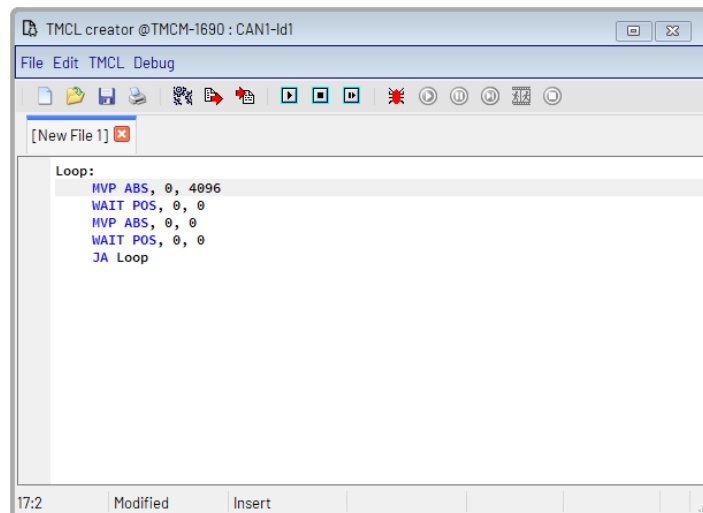 TMCL creator @TMCM-1690 : CAN1-Id1
File Edit TMCL Debug
[New File 1]
Loop:
MVP ABS, 0, 4096
WAIT POS, 0, 0
MVP ABS, 0, 0
WAIT POS, 0, 0
JA Loop
17:2 Modified Insert